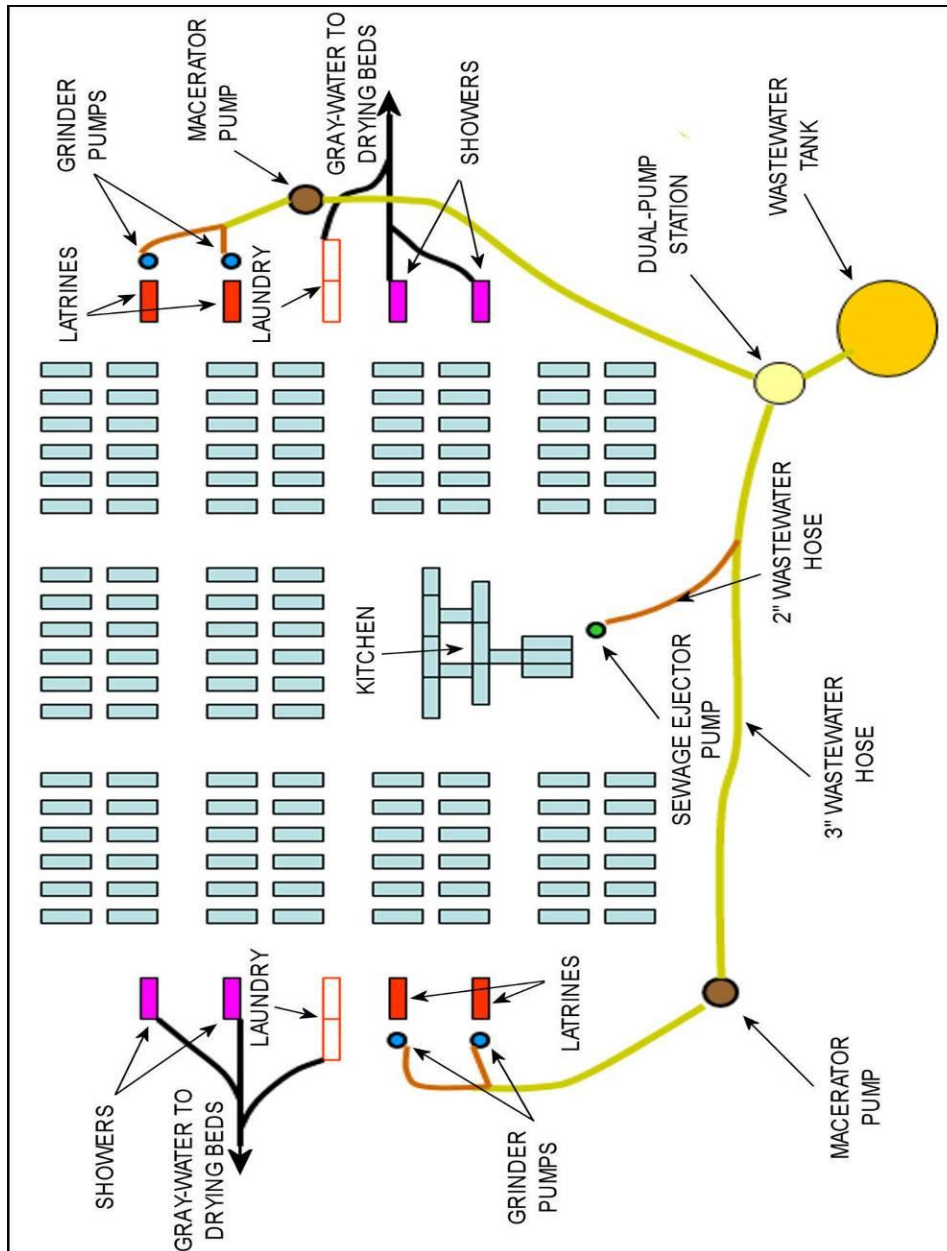 SHOWERS
GRAY-WATER TO
DRYING BEDS
LAUNDRY
LATRINES
GRINDER
PUMPS
MACERATOR
PUMP
KITCHEN
SEWAGE EJECTOR
PUMP
3" WASTEWATER
HOSE
2" WASTEWATER
HOSE
LATRINES
GRINDER
PUMPS
MACERATOR
PUMP
LAUNDRY
GRAY-WATER TO
DRYING BEDS
SHOWERS
DUAL-PUMP
STATION
WASTEWATER
TANK